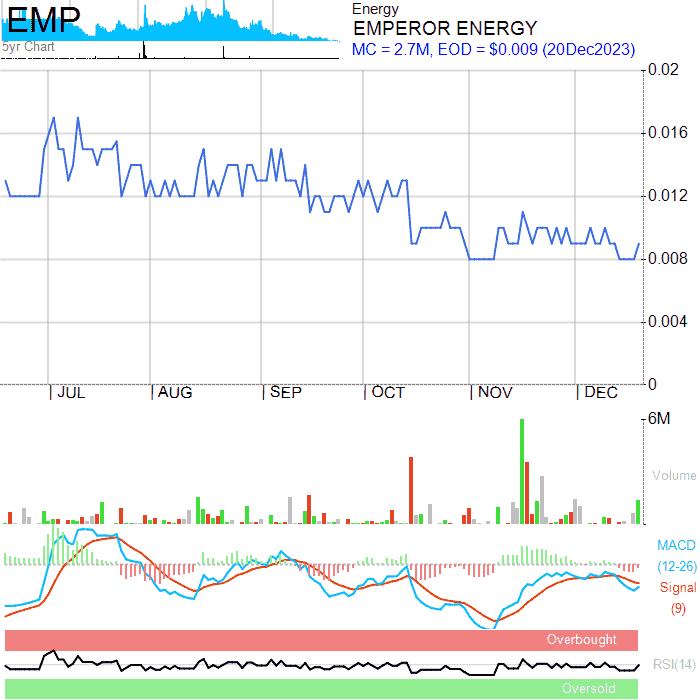 EMP
5yr Chart
Energy
EMPEROR ENERGY
MC = 2.7M, EOD = $0.009 (20Dec2023)
0.02
0.016
0.012
0.008
0.004
0
JUL AUG SEP OCT NOV DEC
6M
Volume
MACD
(12-26)
Signal
(9)
Overbought
RSI(14)
Oversold